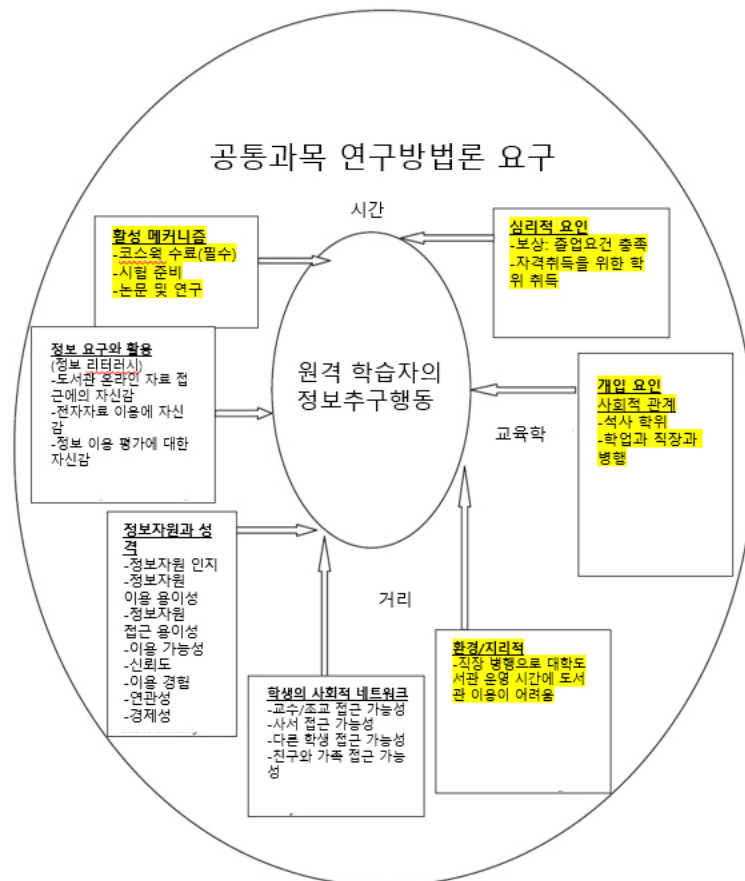 공통과목 연구방법론 요구
시간
활성 메커니즘
-코스웍 수료(필수)
-시험 준비
-논문 및 연구
심리적 요인
-보상: 졸업요건 충족
-자격취득을 위한 학
위 취득
정보 요구와 활용
(정보 리터러시)
-도서관 온라인 자료 접
근에의 자신감
-전자자료 이용에 자신
감
-정보 이용 평가에 대한
자신감
원격 학습자의
정보추구행동
개입 요인
사회적 관계
-석사 학위
-학업과 직장과
병행
교육학
정보자원과 성
격
-정보자원 인지
-정보자원
이용 용이성
-정보자원
접근 용이성
-이용 가능성
-신뢰도
-이용 경험
-연관성
-경제성
거리
학생의 사회적 네트워크
-교수/조교 접근 가능성
-사서 접근 가능성
-다른 학생 접근 가능성
-친구와 가족 접근 가능
성
환경/지리적
-직장 병행으로 대학도
서관 운영 시간에 도서
관 이용이 어려움